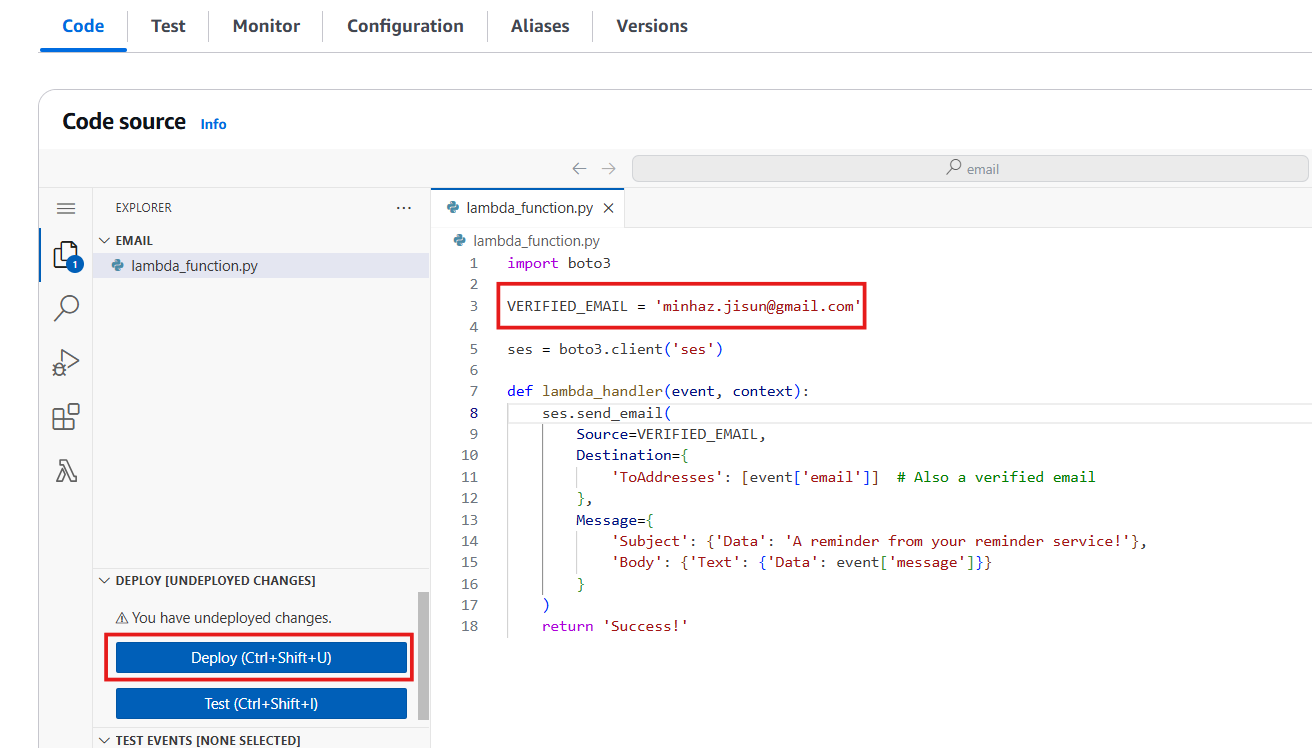 Code Test Monitor Configuration Aliases Versions
Code source Info
email
EXPLORER ...
EMAIL
1
lambda_function.py
DEPLOY [UNDEPLOYED CHANGES]
You have undeployed changes.
Deploy (Ctrl+Shift+U)
Test (Ctrl+Shift+I)
TEST EVENTS [NONE SELECTED]
lambda_function.py
lambda_function.py
1 import boto3
2
3 VERIFIED_EMAIL = 'minhaz.jisun@gmail.com'
4
5 ses = boto3.client('ses')
6
7 def lambda_handler(event, context):
8     ses.send_email(
9         Source=VERIFIED_EMAIL,
10         Destination={
11             'ToAddresses': [event['email']]  # Also a verified email
12         },
13         Message={
14             'Subject': {'Data': 'A reminder from your reminder service!'},
15             'Body': {'Text': {'Data': event['message']}}
16         }
17     )
18     return 'Success!'